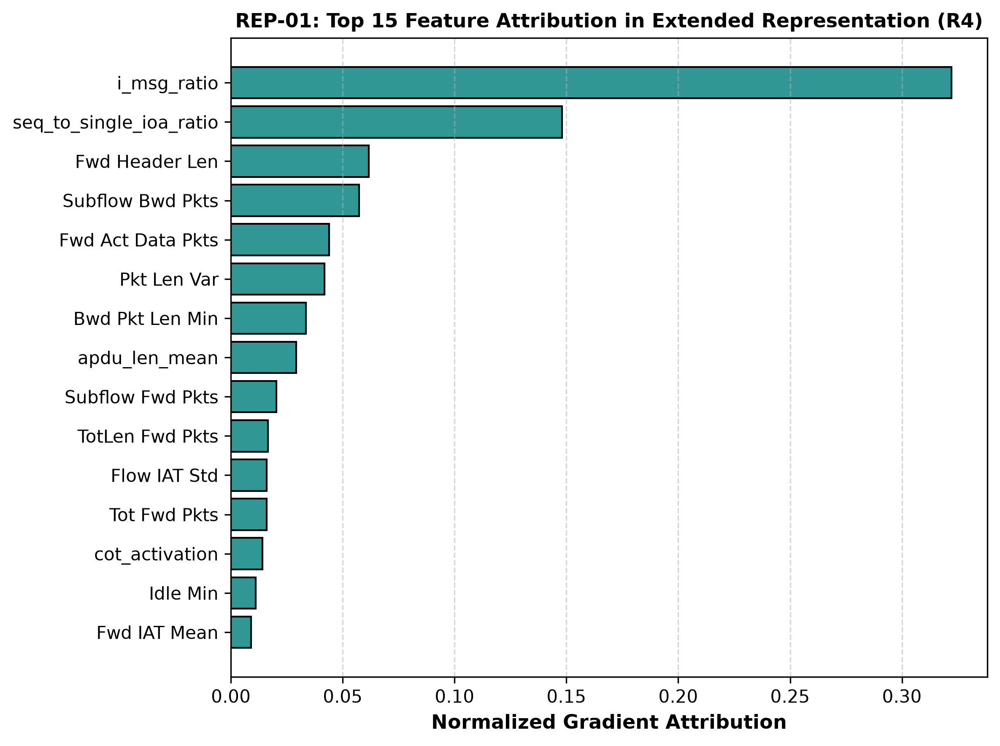 REP-01: Top 15 Feature Attribution in Extended Representation (R4)
i_msg_ratio
seq_to_single_ioa_ratio
Fwd Header Len
Subflow Bwd Pkts
Fwd Act Data Pkts
Pkt Len Var
Bwd Pkt Len Min
apdu_len_mean
Subflow Fwd Pkts
TotLen Fwd Pkts
Flow IAT Std
Tot Fwd Pkts
cot_activation
Idle Min
Fwd IAT Mean
0.00 0.05 0.10 0.15 0.20 0.25 0.30
Normalized Gradient Attribution